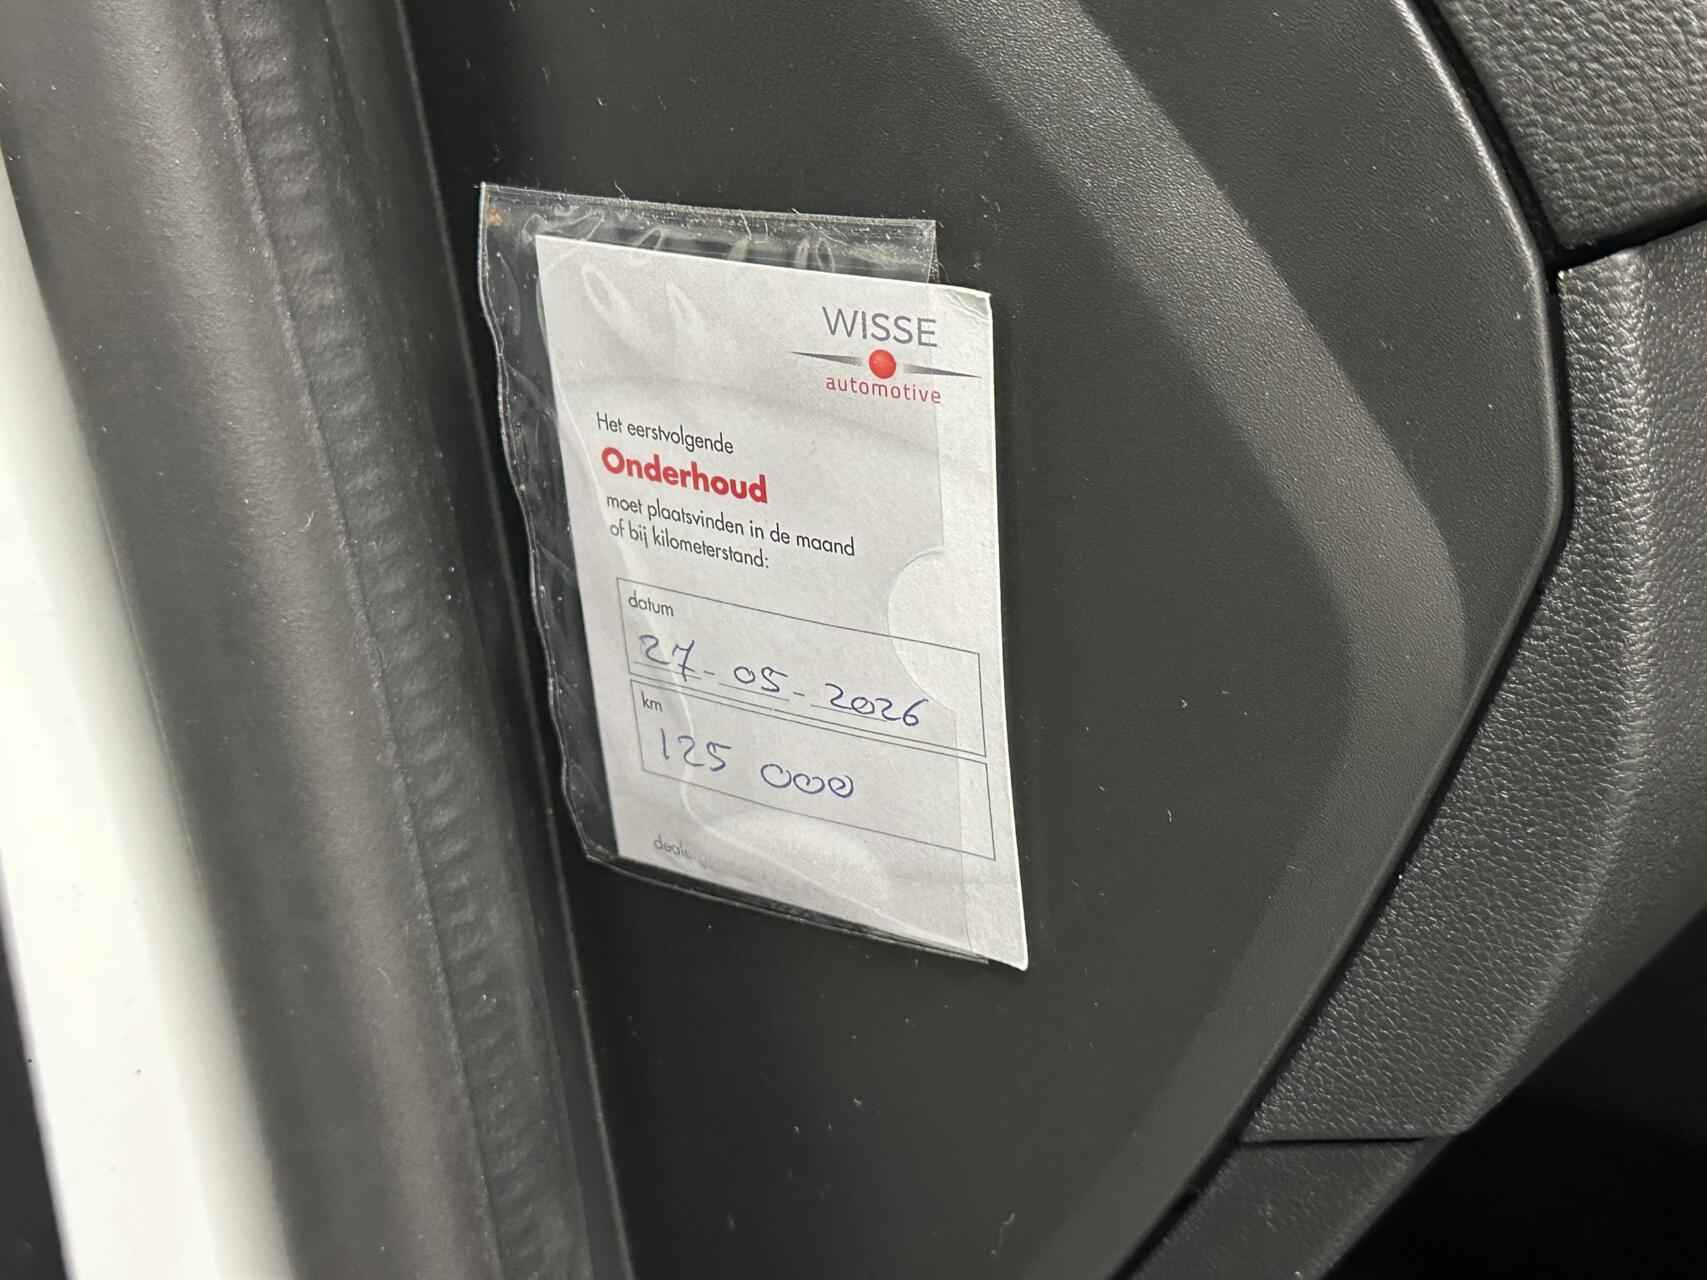 WISSE
automotive
Het eerstvolgende
Onderhoud
moet plaatsvinden in de maand
of bij kilometerstand:
datum
27-05-2026
km
125 000